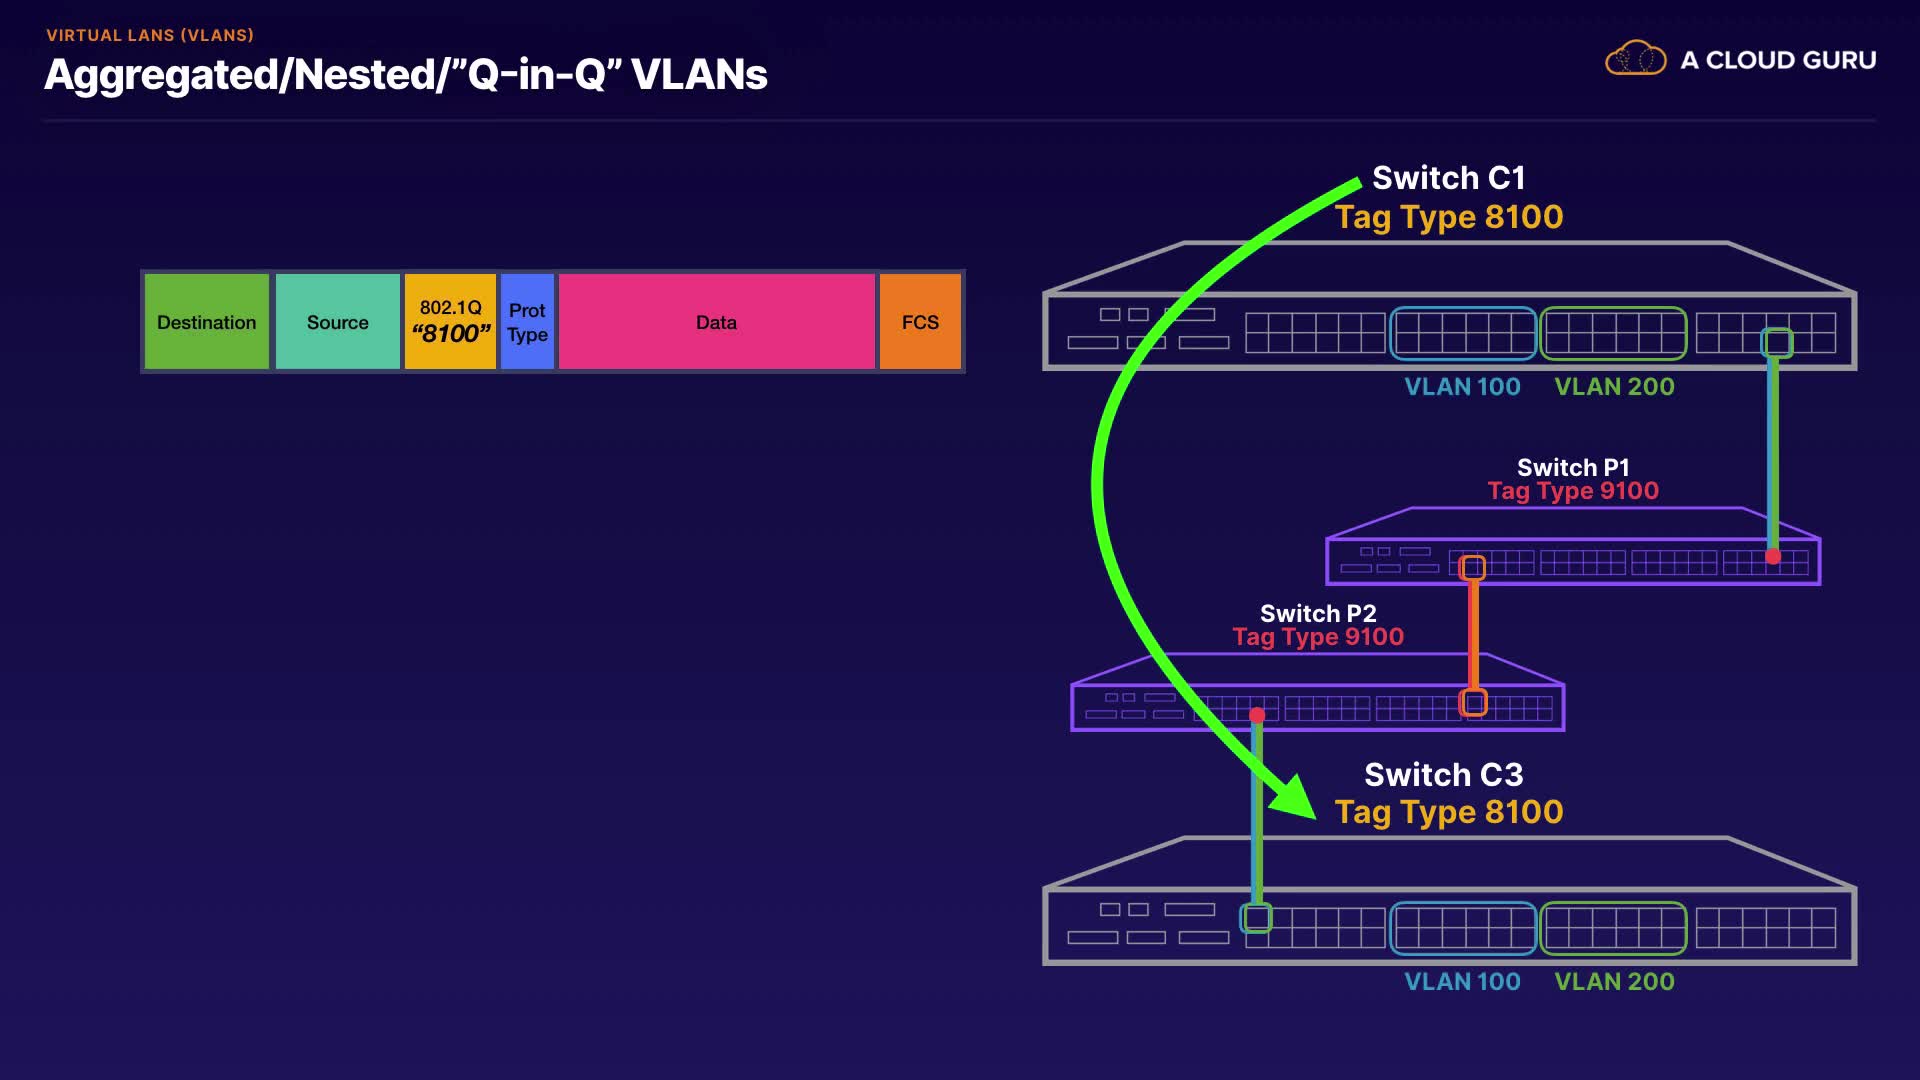 VIRTUAL LANS (VLANS)
Aggregated/Nested/”Q-in-Q” VLANs
A CLOUD GURU
Destination
Source
802.1Q
“8100”
Prot
Type
Data
FCS
Switch C1
Tag Type 8100
VLAN 100
VLAN 200
Switch P1
Tag Type 9100
Switch P2
Tag Type 9100
Switch C3
Tag Type 8100
VLAN 100
VLAN 200